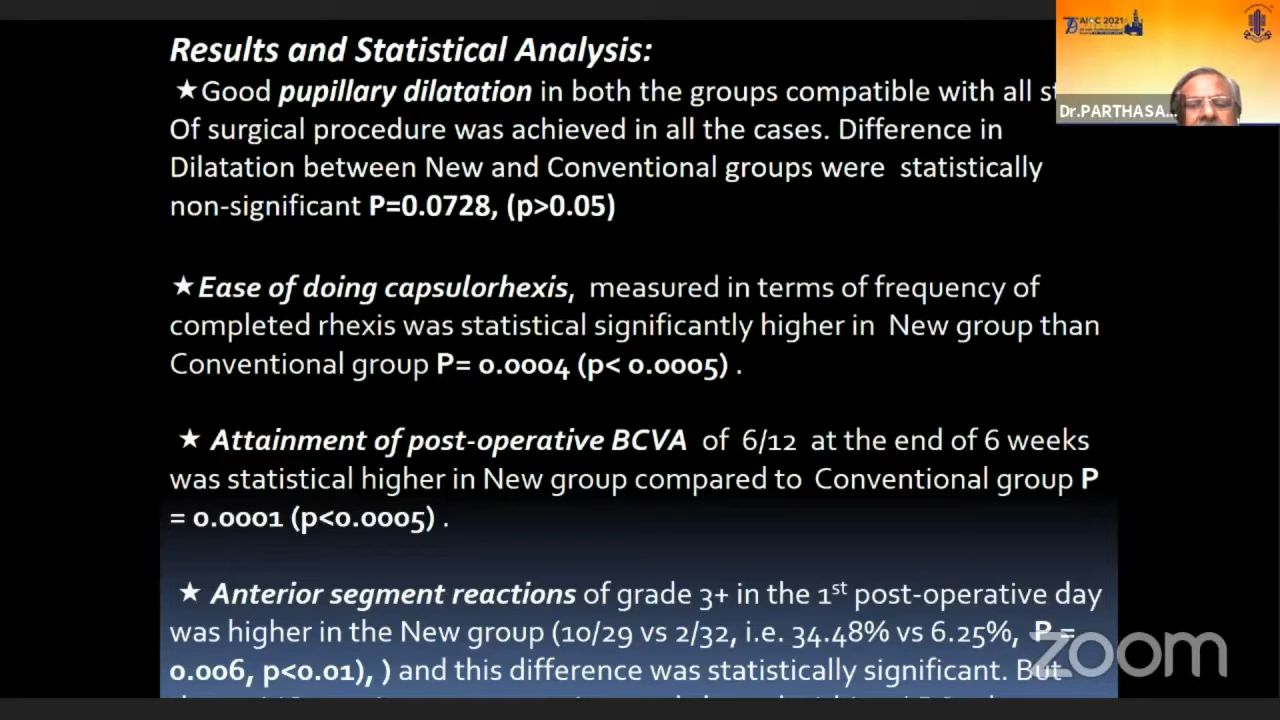 Results and Statistical Analysis:
★Good pupillary dilatation in both the groups compatible with all
Of surgical procedure was achieved in all the cases. Difference in
Dilatation between New and Conventional groups were statistically
non-significant P=0.0728, (p>0.05)
★Ease of doing capsulorhexis, measured in terms of frequency of
completed rhexis was statistical significantly higher in New group than
Conventional group P= 0.0004 (p< 0.0005) .
★ Attainment of post-operative BCVA of 6/12 at the end of 6 weeks
was statistical higher in New group compared to Conventional group P
= 0.0001 (p<0.0005) .
★ Anterior segment reactions of grade 3+ in the 1st post-operative day
was higher in the New group (10/29 vs 2/32, i.e. 34.48% vs 6.25%, P =
0.006, p<0.01), ) and this difference was statistically significant. But
AIOC 2021
Dr.PARTHASA...
zoom